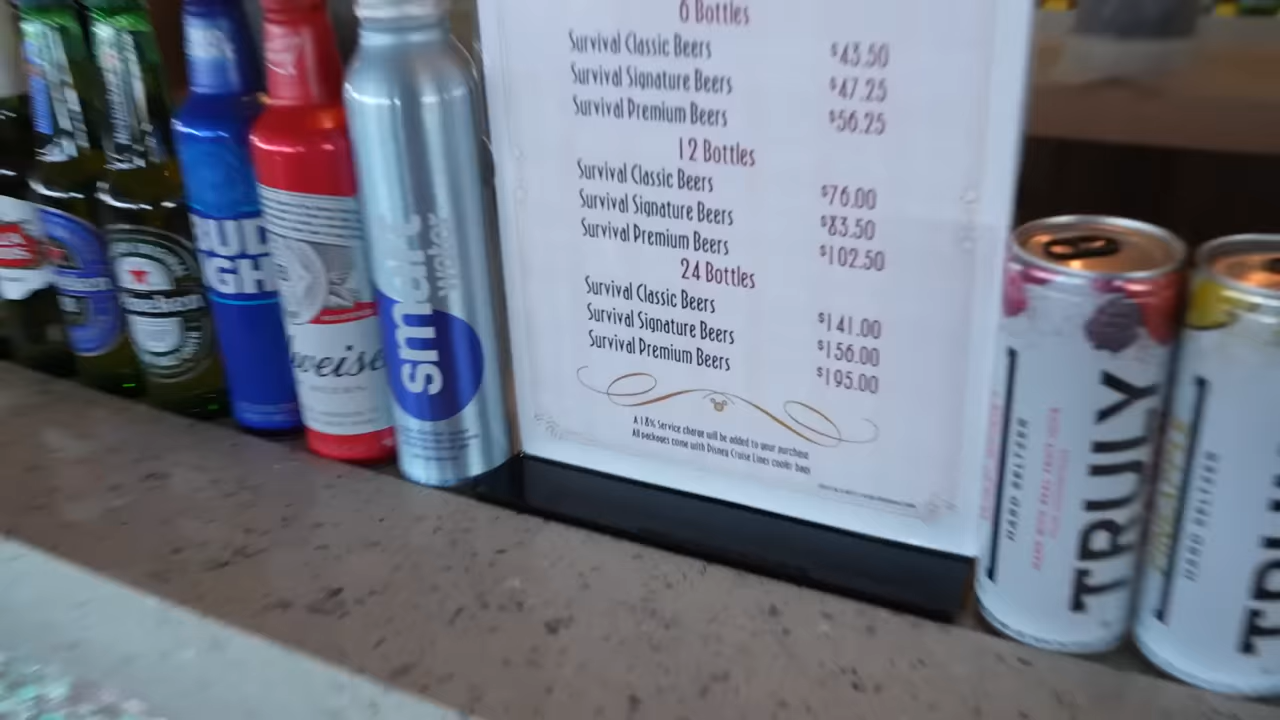 6 Bottles
Survival Classic Beers $43.50
Survival Signature Beers $47.25
Survival Premium Beers $56.25
12 Bottles
Survival Classic Beers $76.00
Survival Signature Beers $83.50
Survival Premium Beers $102.50
24 Bottles
Survival Classic Beers $141.00
Survival Signature Beers $156.00
Survival Premium Beers $195.00
A 18% Service charge will be added to your purchase
All packages come with Disney Cruise Lines cooler bag
BUD
smart
water
TRULY
HARD SELTZER
HARD SELTZER